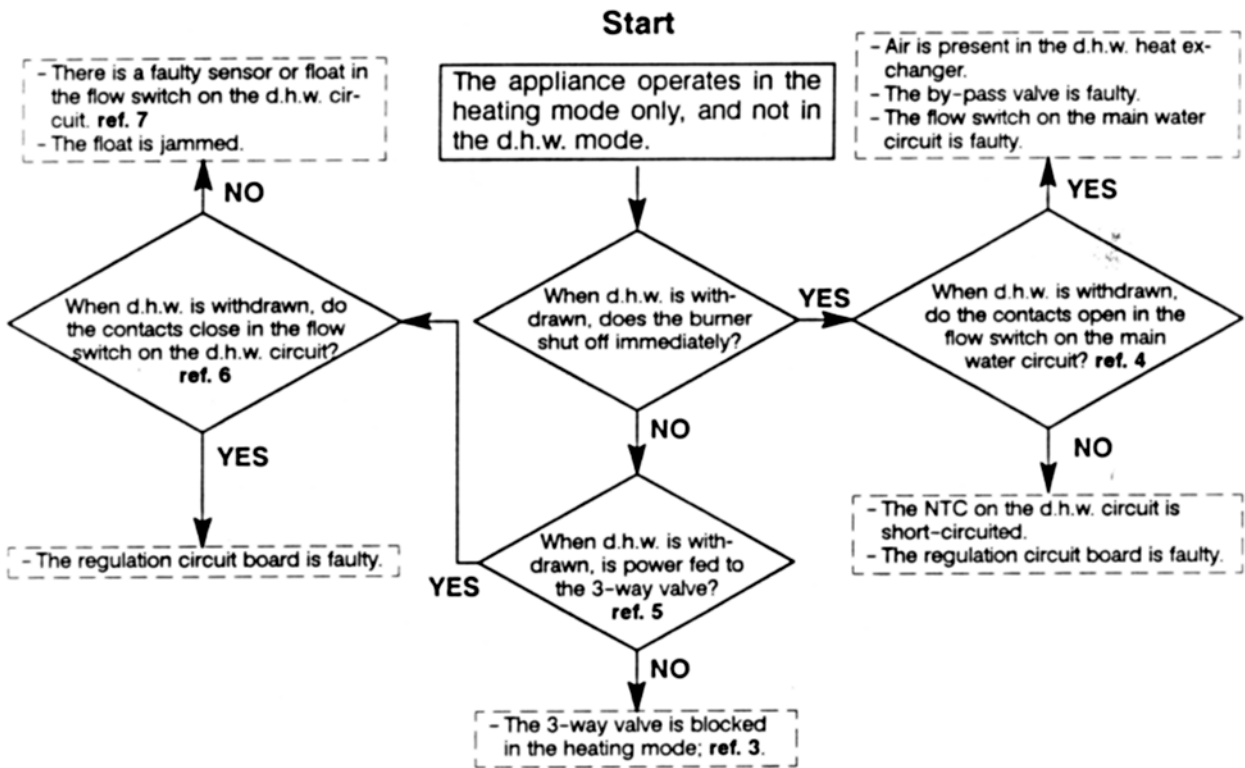 Start
- There is a faulty sensor or float in
the flow switch on the d.h.w. cir-
cuit. ref. 7
- The float is jammed.
The appliance operates in the
heating mode only, and not in
the d.h.w. mode.
- Air is present in the d.h.w. heat ex-
changer.
- The by-pass valve is faulty.
- The flow switch on the main water
circuit is faulty.
NO
YES
When d.h.w. is withdrawn, do
the contacts close in the flow
switch on the d.h.w. circuit?
ref. 6
When d.h.w. is with-
drawn, does the burner
shut off immediately?
YES
When d.h.w. is withdrawn,
do the contacts open in the
flow switch on the main
water circuit? ref. 4
YES
NO
NO
- The regulation circuit board is faulty.
YES
When d.h.w. is with-
drawn, is power fed to
the 3-way valve?
ref. 5
- The NTC on the d.h.w. circuit is
short-circuited.
- The regulation circuit board is faulty.
NO
- The 3-way valve is blocked
in the heating mode; ref. 3.